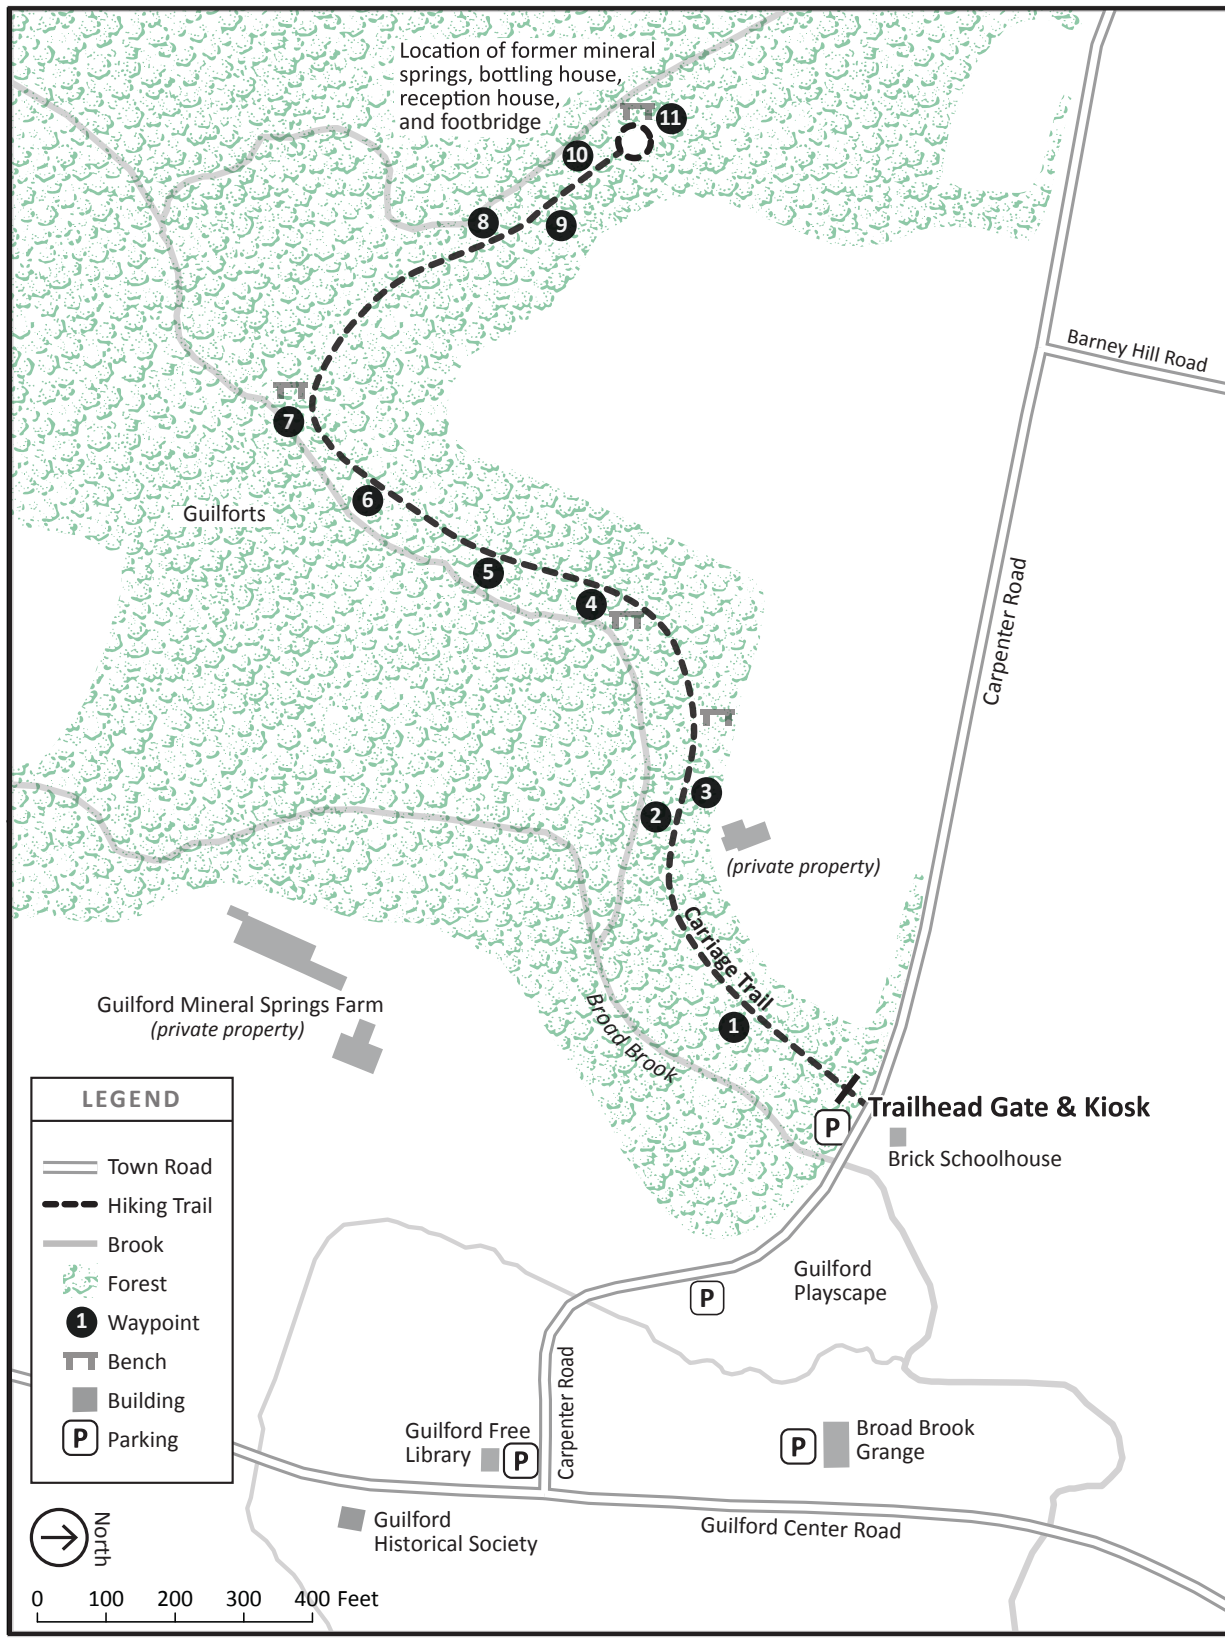 Location of former mineral
springs, bottling house,
reception house,
and footbridge
11
10
8
9
Barney Hill Road
7
6
Guilforts
5
4
Carpenter Road
3
2
(private property)
Carriage Trail
Guilford Mineral Springs Farm
(private property)
1
Broad Brook
Trailhead Gate & Kiosk
P
Brick Schoolhouse
LEGEND
Town Road
Hiking Trail
Brook
Forest
1 Waypoint
Bench
Building
P Parking
Guilford
Playscape
P
Carpenter Road
Guilford Free
Library
P
P
Broad Brook
Grange
Guilford
Historical Society
Guilford Center Road
North
0 100 200 300 400 Feet